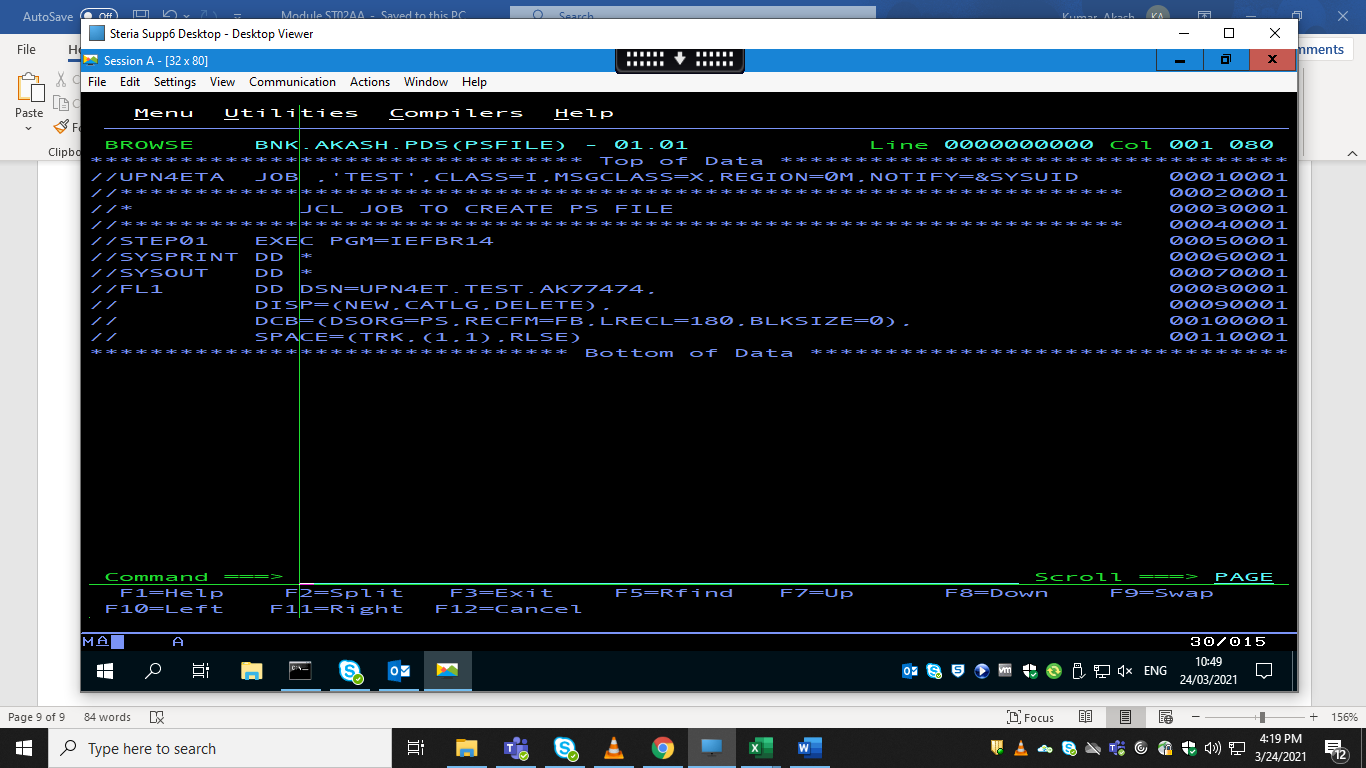 AutoSave Off Module ST02AA - Saved to this PC Search Kumar, Akash KA
File
Paste
Steria Supp6 Desktop - Desktop Viewer
Session A - [32 x 80]
File Edit Settings View Communication Actions Window Help
Menu Utilities Compilers Help
BROWSE BNK.AKASH.PDS(PSFILE) - 01.01 Line 0000000000 Col 001 080
********************************* Top of Data **********************************
//UPN4ETA JOB ,'TEST',CLASS=I,MSGCLASS=X,REGION=0M,NOTIFY=&SYSUID 00010001
//******************************************************************* 00020001
//* JCL JOB TO CREATE PS FILE 00030001
//******************************************************************* 00040001
//STEP01 EXEC PGM=IEFBR14 00050001
//SYSPRINT DD * 00060001
//SYSOUT DD * 00070001
//FL1 DD DSN=UPN4ET.TEST.AK77474, 00080001
// DISP=(NEW,CATLG,DELETE), 00090001
// DCB=(DSORG=PS,RECFM=FB,LRECL=180,BLKSIZE=0), 00100001
// SPACE=(TRK,(1,1),RLSE) 00110001
******************************** Bottom of Data ********************************
Command ===> Scroll ===> PAGE
F1=Help F2=Split F3=Exit F5=Rfind F7=Up F8=Down F9=Swap
F10=Left F11=Right F12=Cancel
MA A 30/015
ENG 10:49
24/03/2021
Page 9 of 9 84 words Focus 156%
Type here to search 4:19 PM
3/24/2021
12